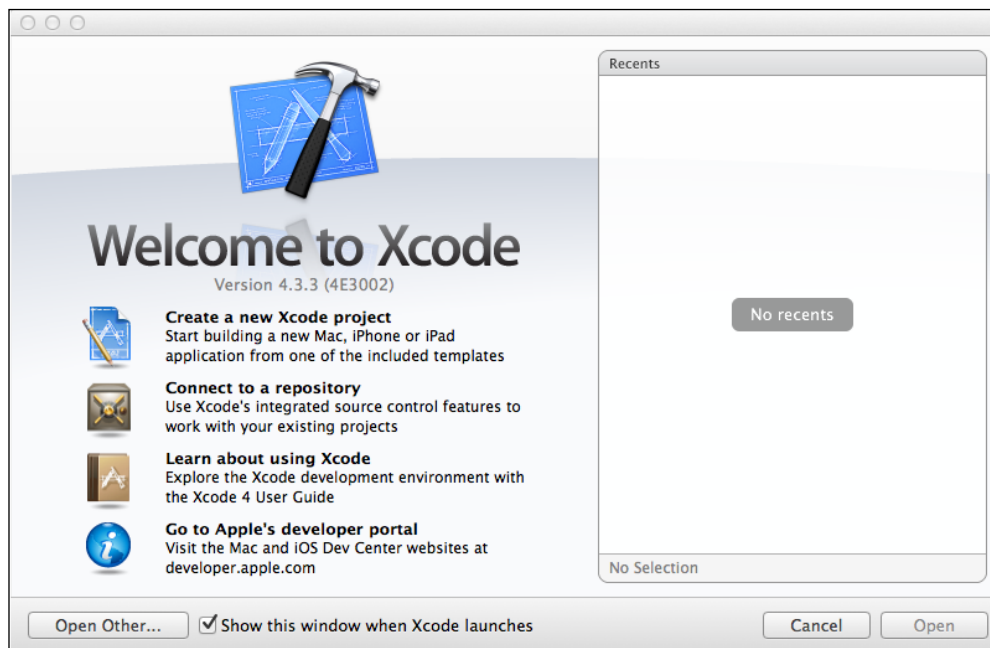 Welcome to Xcode
Version 4.3.3 (4E3002)
Create a new Xcode project
Start building a new Mac, iPhone or iPad
application from one of the included templates
Connect to a repository
Use Xcode's integrated source control features to
work with your existing projects
Learn about using Xcode
Explore the Xcode development environment with
the Xcode 4 User Guide
Go to Apple's developer portal
Visit the Mac and iOS Dev Center websites at
developer.apple.com
Recents
No recents
No Selection
Open Other...
Show this window when Xcode launches
Cancel
Open